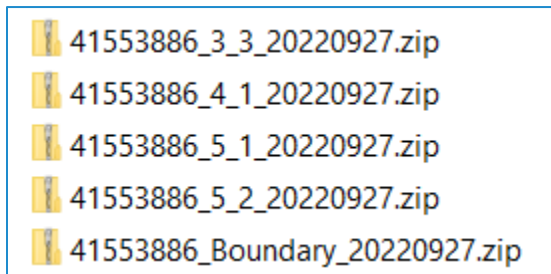 41553886_3_3_20220927.zip
41553886_4_1_20220927.zip
41553886_5_1_20220927.zip
41553886_5_2_20220927.zip
41553886_Boundary_20220927.zip